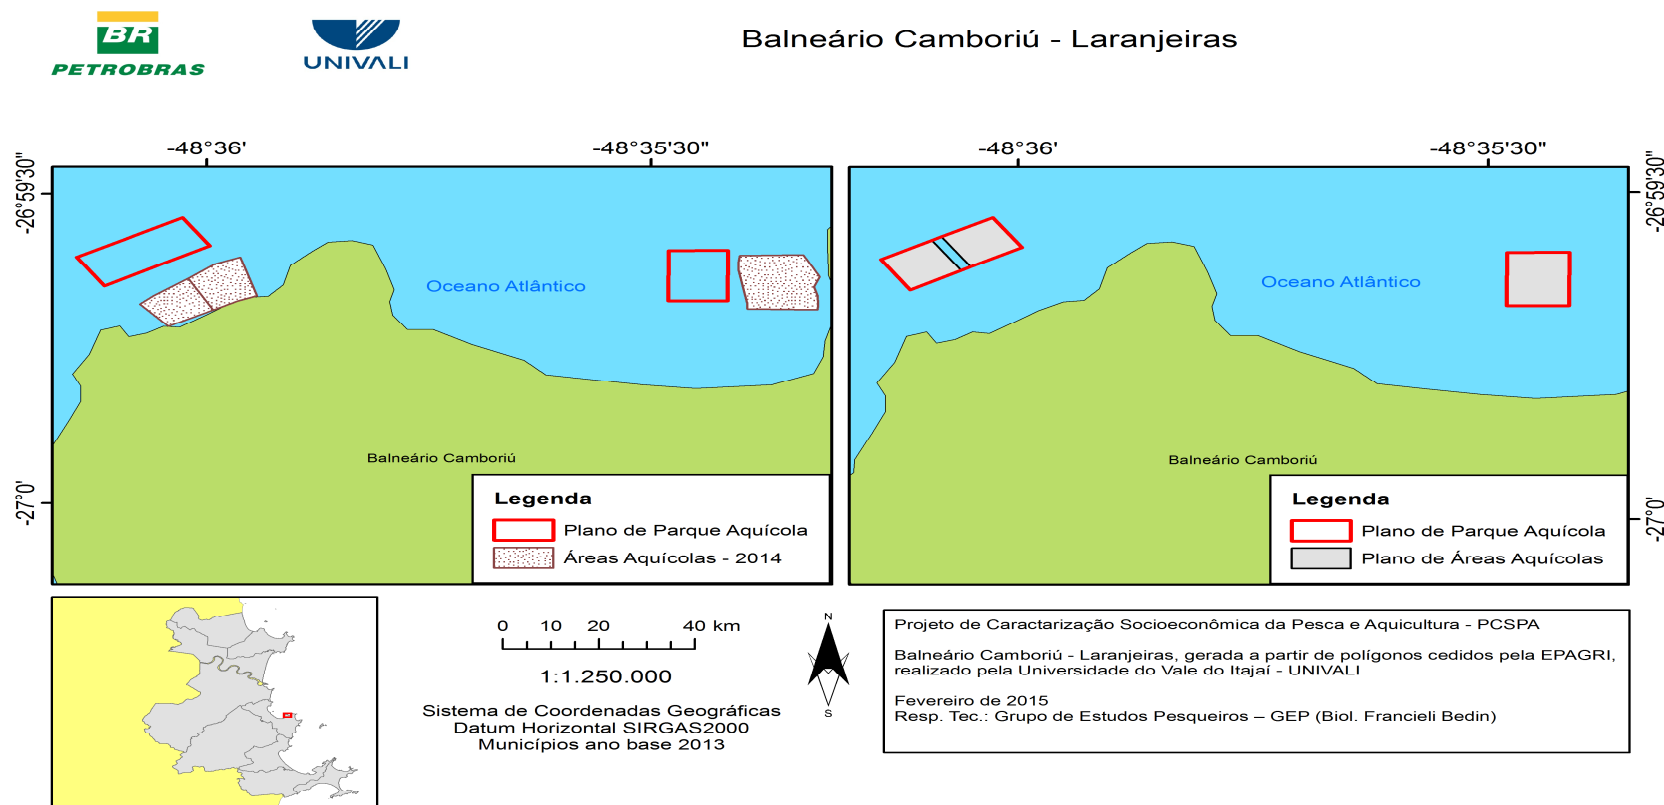 BR
PETROBRAS
UNIVALI
Balneário Camboriú - Laranjeiras
-48°36'
-48°35'30"
-48°36'
-48°35'30"
-26°59'30"
-26°59'30"
Oceano Atlântico
Oceano Atlântico
Balneário Camboriú
Balneário Camboriú
-27°0'
-27°0'
Legenda
Plano de Parque Aquícola
Áreas Aquícolas - 2014
Legenda
Plano de Parque Aquícola
Plano de Áreas Aquícolas
0 10 20 40 km
1:1.250.000
Sistema de Coordenadas Geográficas
Datum Horizontal SIRGAS2000
Municípios ano base 2013
N
S
Projeto de Caractarização Socioeconômica da Pesca e Aquicultura - PCSPA
Balneário Camboriú - Laranjeiras, gerada a partir de polígonos cedidos pela EPAGRI,
realizado pela Universidade do Vale do Itajaí - UNIVALI
Fevereiro de 2015
Resp. Tec.: Grupo de Estudos Pesqueiros – GEP (Biol. Francieli Bedin)